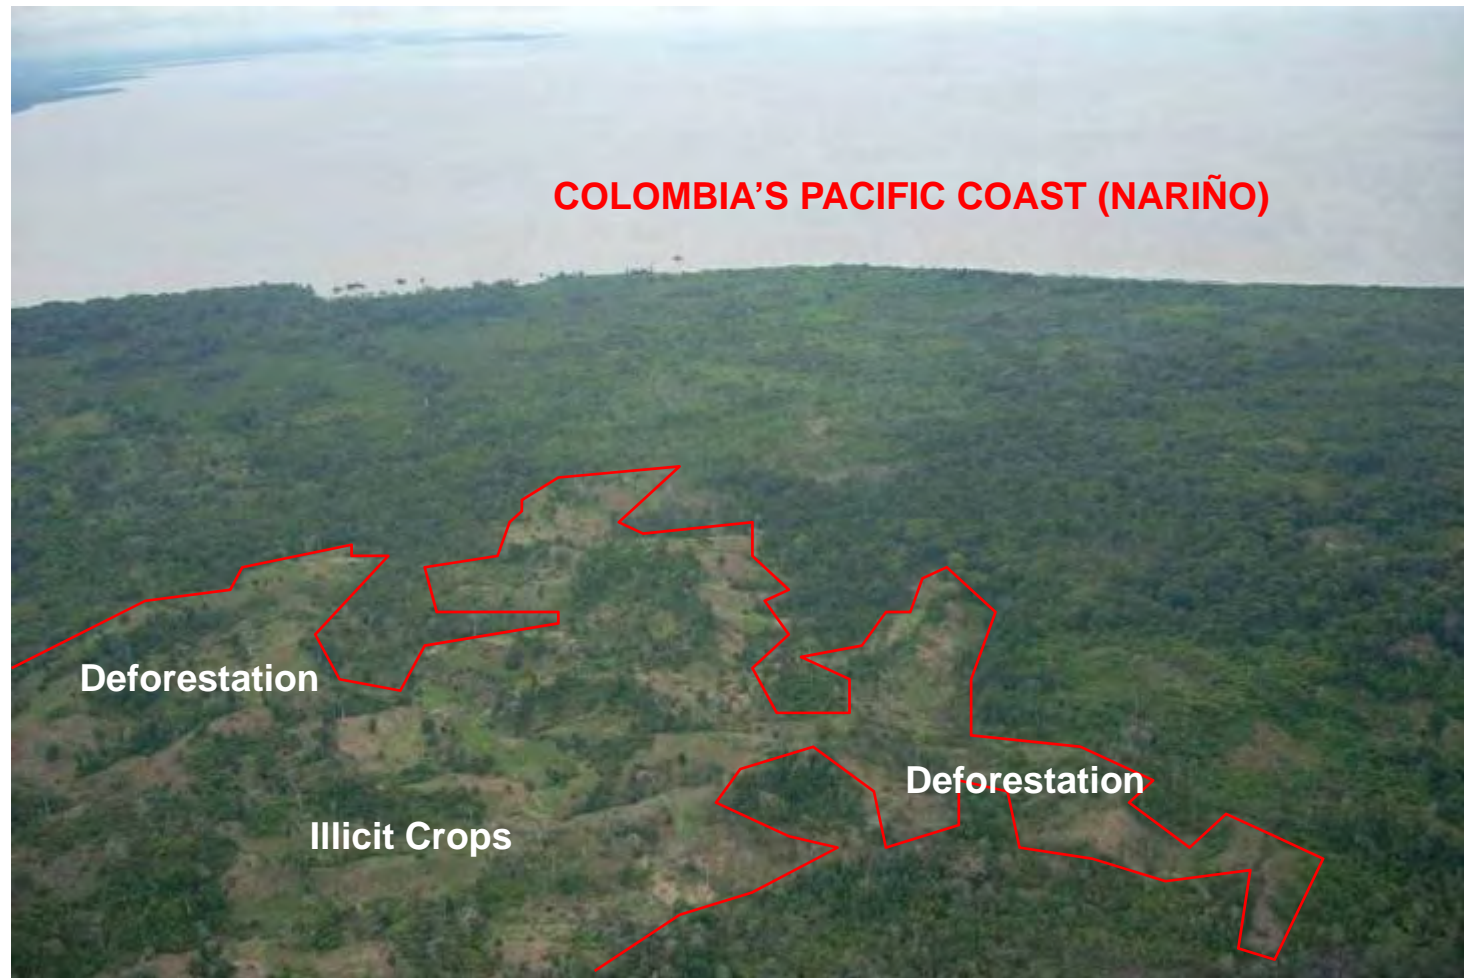 COLOMBIA’S PACIFIC COAST (NARIÑO)
Deforestation
Deforestation
Illicit Crops